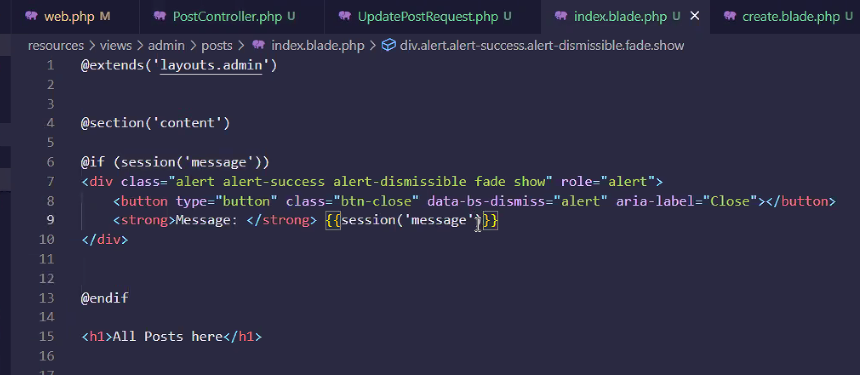 web.php M PostController.php U UpdatePostRequest.php U index.blade.php U × create.blade.php U
resources > views > admin > posts > index.blade.php > div.alert.alert-success.alert-dismissible.fade.show
1 @extends('layouts.admin')
2
3
4 @section('content')
5
6 @if (session('message'))
7 <div class="alert alert-success alert-dismissible fade show" role="alert">
8 <button type="button" class="btn-close" data-bs-dismiss="alert" aria-label="Close"></button>
9 <strong>Message: </strong> {{session('message')}}
10 </div>
11
12
13 @endif
14
15 <h1>All Posts here</h1>
16
17